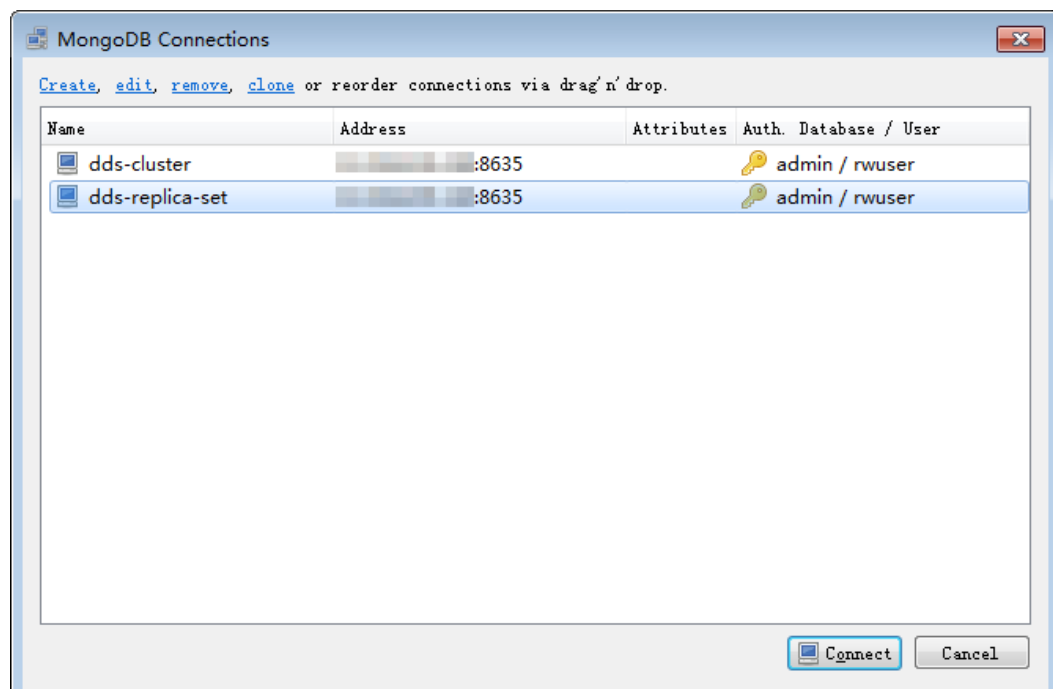 MongoDB Connections
Create, edit, remove, clone or reorder connections via drag'n'drop.
Name Address Attributes Auth. Database / User
dds-cluster :8635 admin / rwuser
dds-replica-set :8635 admin / rwuser
Connect Cancel